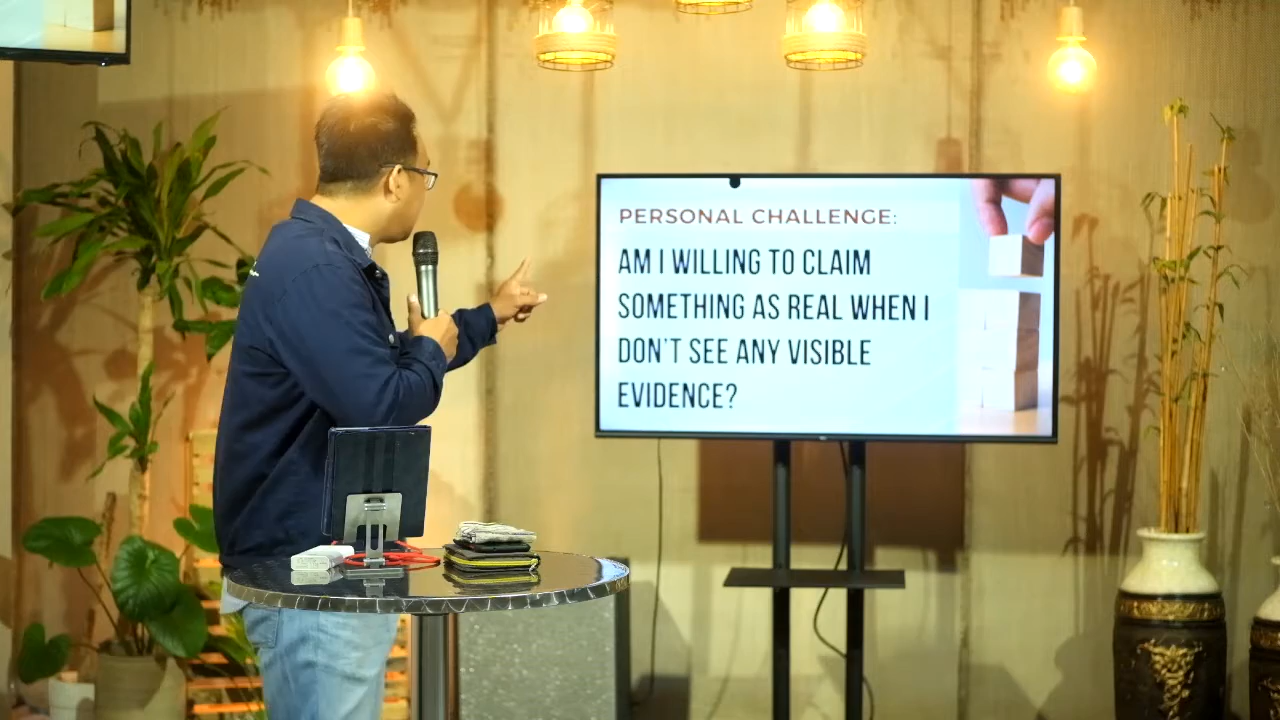 PERSONAL CHALLENGE:
AM I WILLING TO CLAIM
SOMETHING AS REAL WHEN I
DON'T SEE ANY VISIBLE
EVIDENCE?